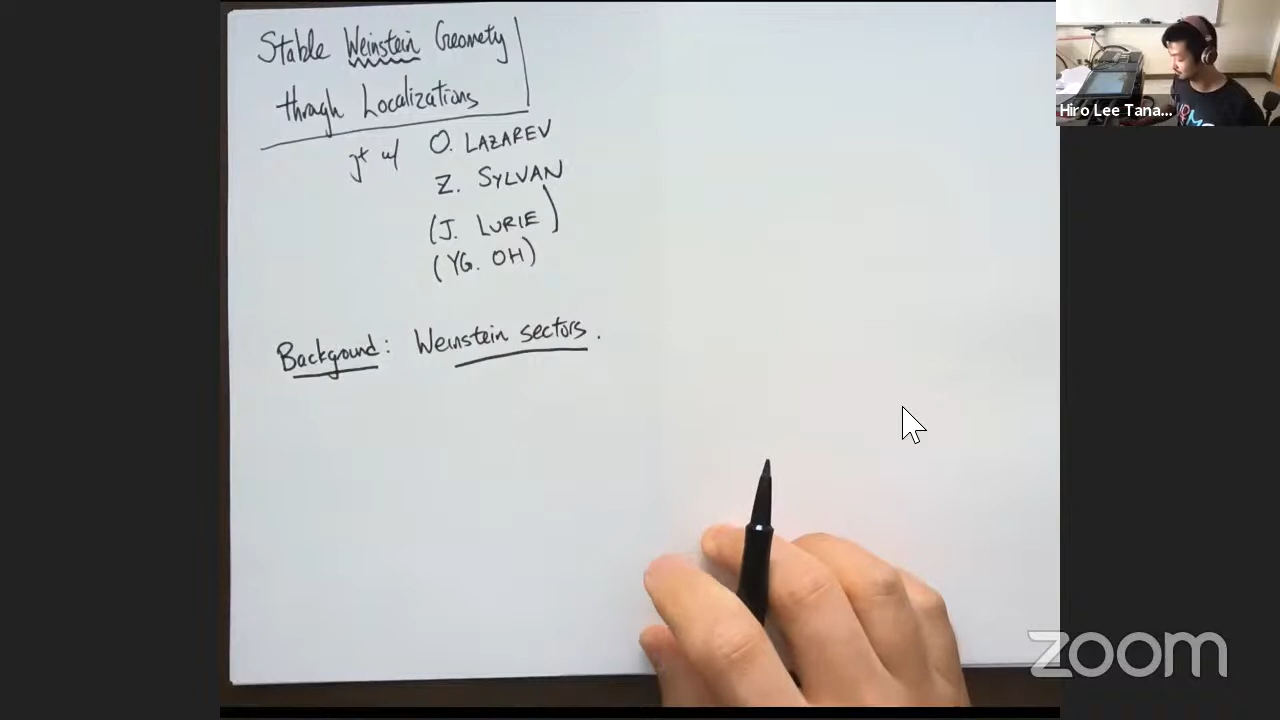 Stable Weinstein Geometry
through Localizations
jt w/ O. LAZAREV
Z. SYLVAN
(J. LURIE)
(YG. OH)
Background: Weinstein sectors.
Hiro Lee Tana...
zoom